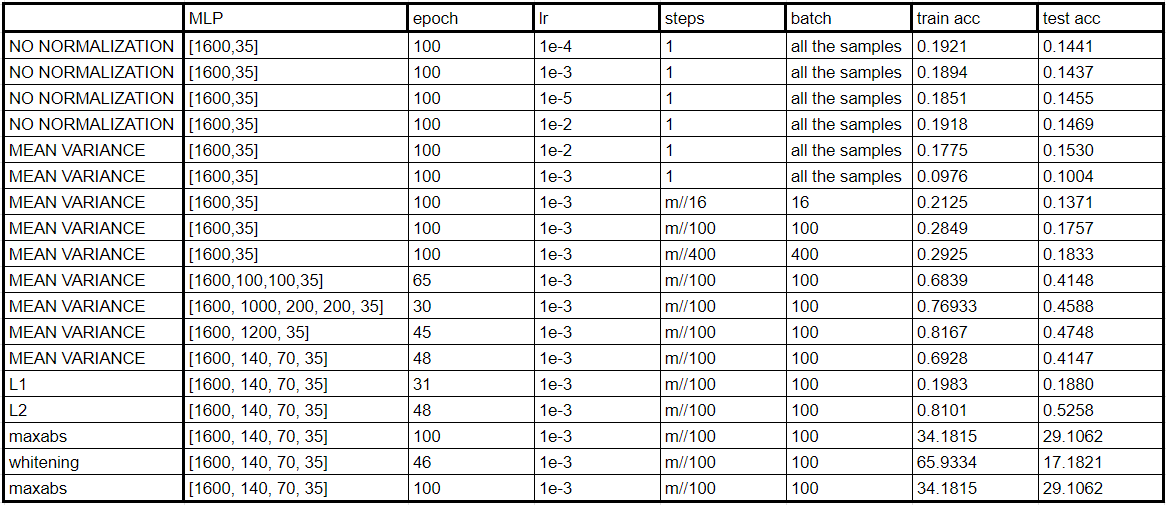 MLP epoch lr steps batch train acc test acc
NO NORMALIZATION [1600,35] 100 1e-4 1 all the samples 0.1921 0.1441
NO NORMALIZATION [1600,35] 100 1e-3 1 all the samples 0.1894 0.1437
NO NORMALIZATION [1600,35] 100 1e-5 1 all the samples 0.1851 0.1455
NO NORMALIZATION [1600,35] 100 1e-2 1 all the samples 0.1918 0.1469
MEAN VARIANCE [1600,35] 100 1e-2 1 all the samples 0.1775 0.1530
MEAN VARIANCE [1600,35] 100 1e-3 1 all the samples 0.0976 0.1004
MEAN VARIANCE [1600,35] 100 1e-3 m//16 16 0.2125 0.1371
MEAN VARIANCE [1600,35] 100 1e-3 m//100 100 0.2849 0.1757
MEAN VARIANCE [1600,35] 100 1e-3 m//400 400 0.2925 0.1833
MEAN VARIANCE [1600,100,100,35] 65 1e-3 m//100 100 0.6839 0.4148
MEAN VARIANCE [1600, 1000, 200, 200, 35] 30 1e-3 m//100 100 0.76933 0.4588
MEAN VARIANCE [1600, 1200, 35] 45 1e-3 m//100 100 0.8167 0.4748
MEAN VARIANCE [1600, 140, 70, 35] 48 1e-3 m//100 100 0.6928 0.4147
L1 [1600, 140, 70, 35] 31 1e-3 m//100 100 0.1983 0.1880
L2 [1600, 140, 70, 35] 48 1e-3 m//100 100 0.8101 0.5258
maxabs [1600, 140, 70, 35] 100 1e-3 m//100 100 34.1815 29.1062
whitening [1600, 140, 70, 35] 46 1e-3 m//100 100 65.9334 17.1821
maxabs [1600, 140, 70, 35] 100 1e-3 m//100 100 34.1815 29.1062